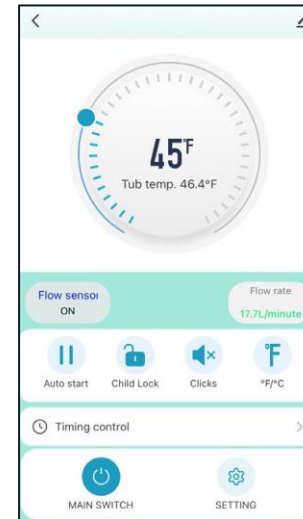 45°F
Tub temp. 46.4°F
Flow sensor
ON
Flow rate
17.7L/minute
°F
Auto start
Child Lock
Clicks
°F/°C
Timing control
MAIN SWITCH
SETTING